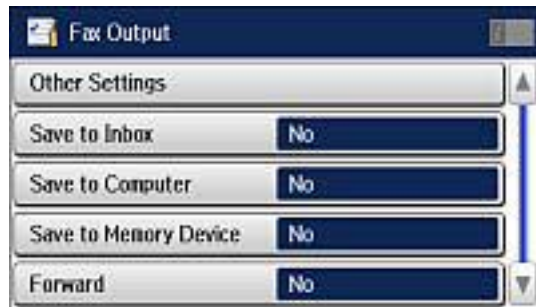 Fax Output
Other Settings
Save to Inbox No
Save to Computer No
Save to Memory Device No
Forward No